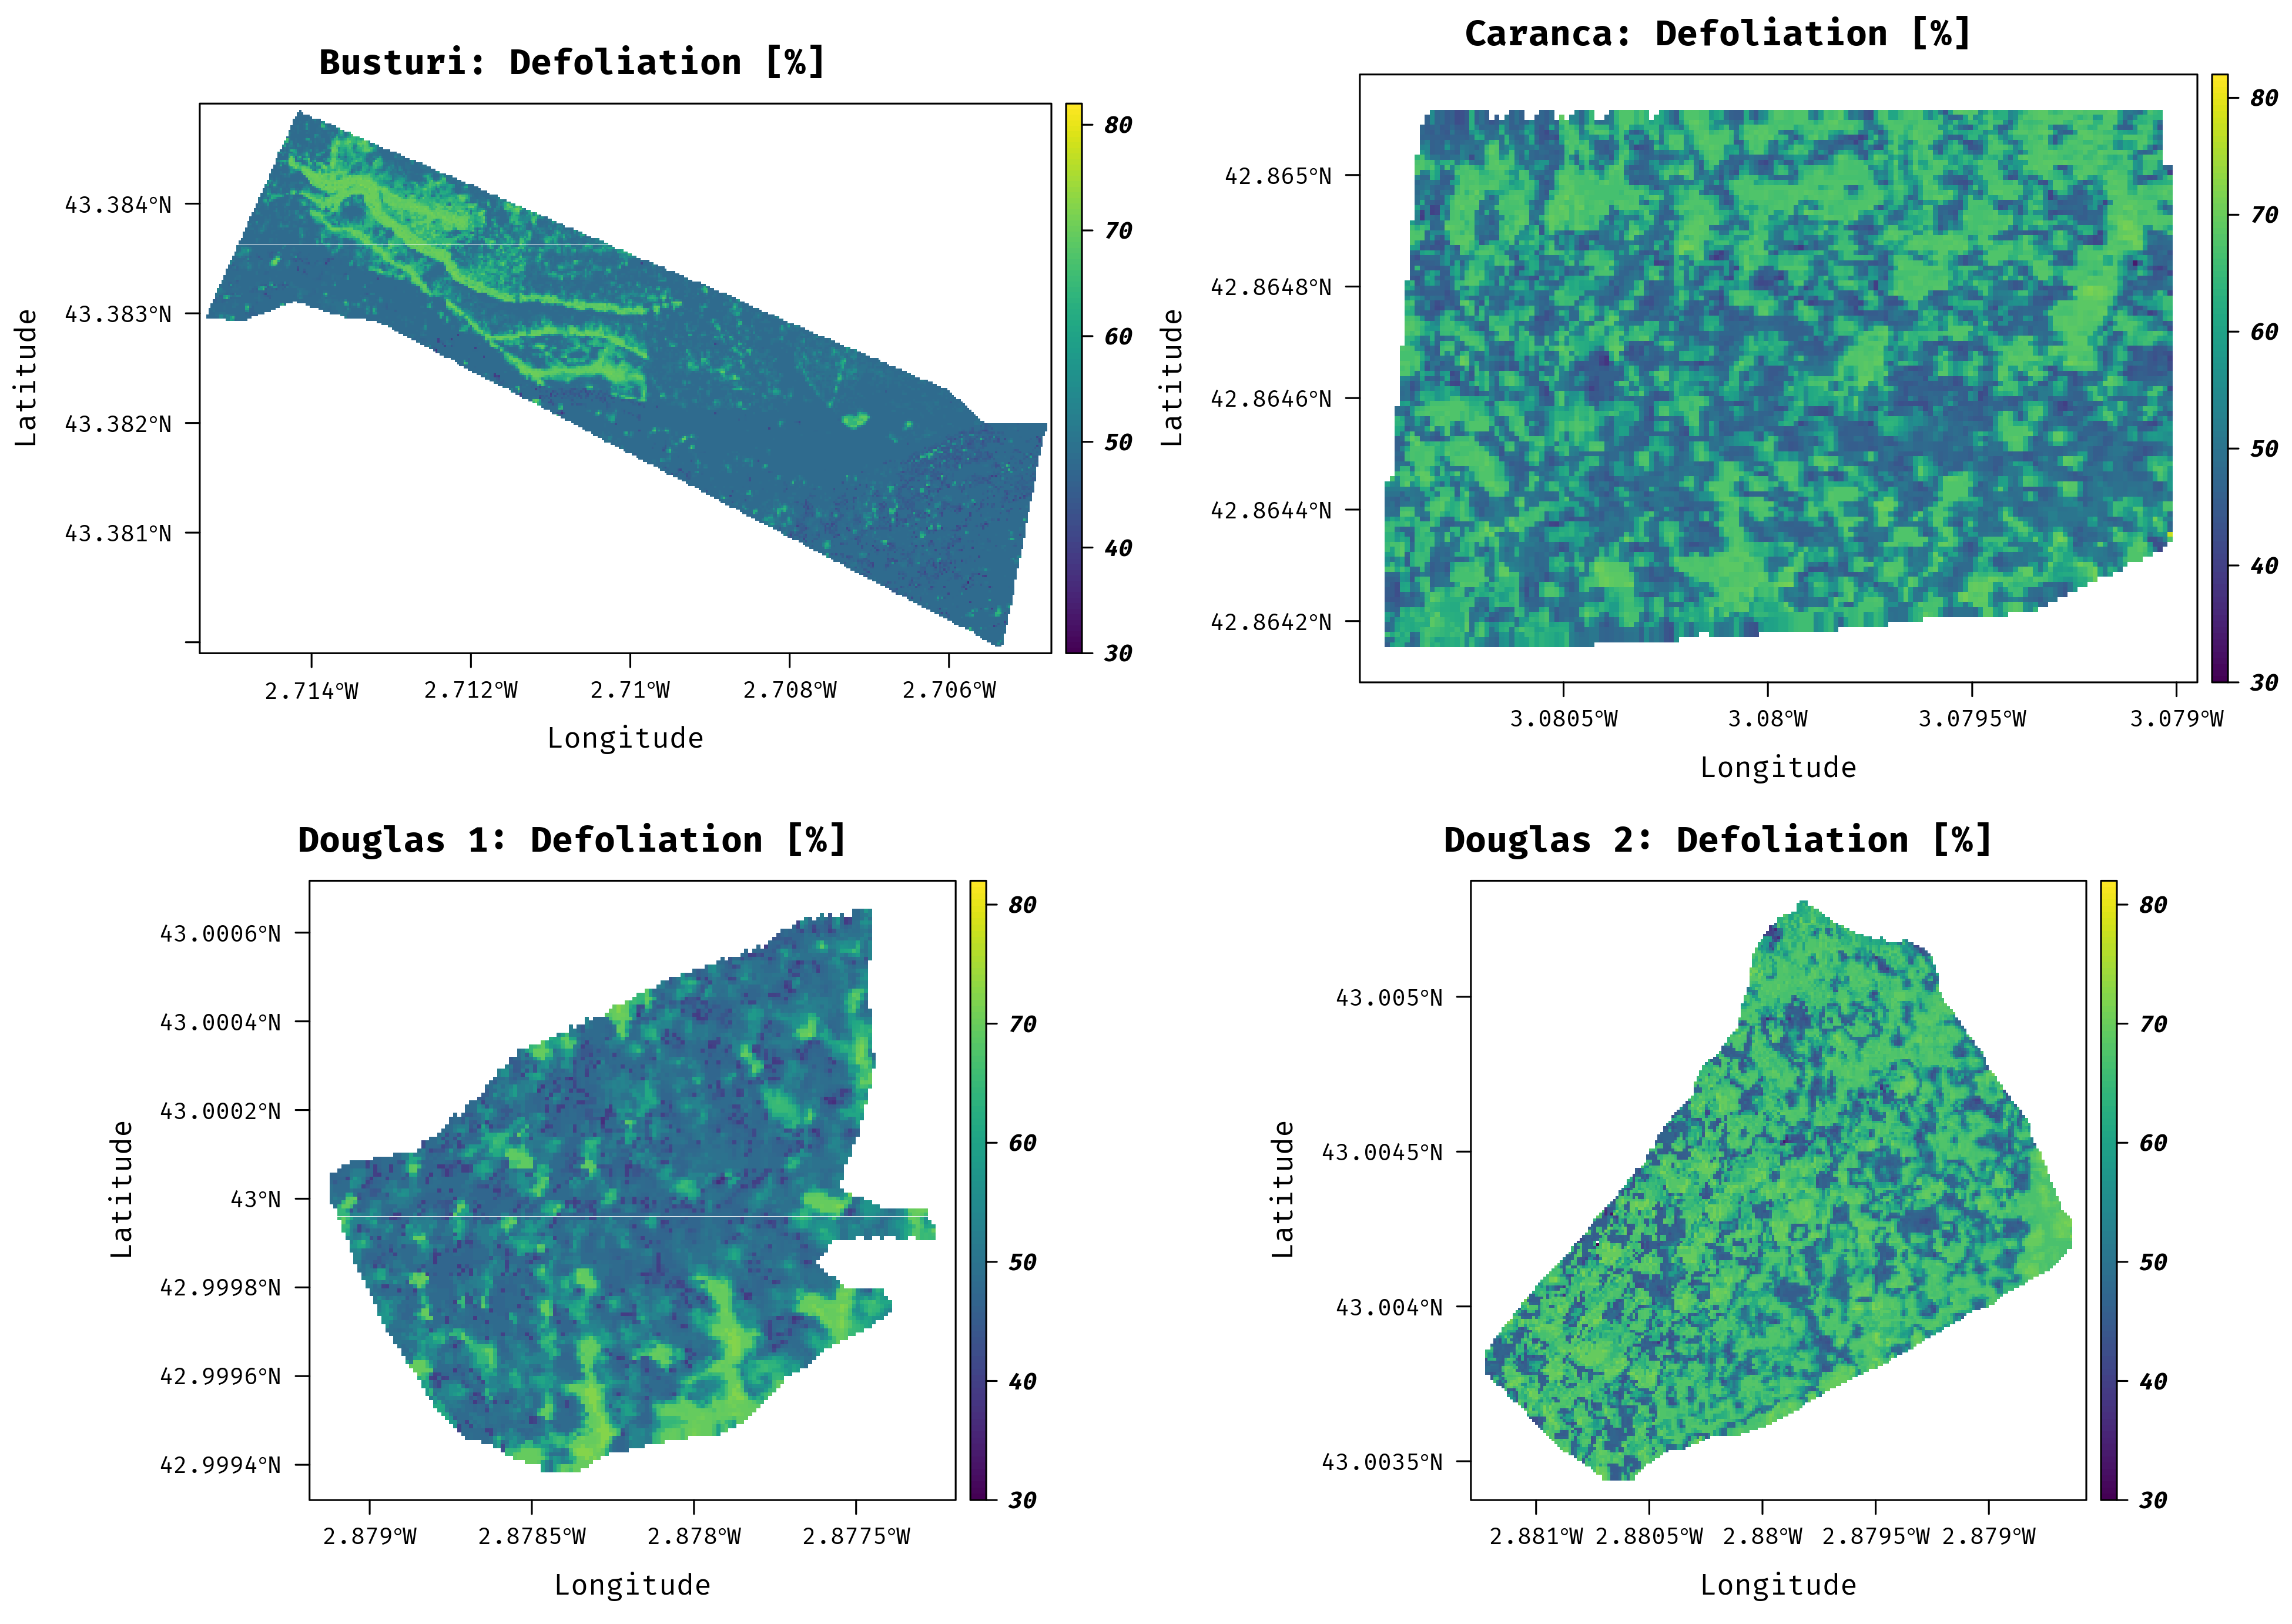 Busturi: Defoliation [%]
Latitude
43.384°N
43.383°N
43.382°N
43.381°N
2.714°W 2.712°W 2.71°W 2.708°W 2.706°W
Longitude
80
70
60
50
40
30
Caranca: Defoliation [%]
Latitude
42.865°N
42.8648°N
42.8646°N
42.8644°N
42.8642°N
3.0805°W 3.08°W 3.0795°W 3.079°W
Longitude
80
70
60
50
40
30
Douglas 1: Defoliation [%]
Latitude
43.0006°N
43.0004°N
43.0002°N
43°N
42.9998°N
42.9996°N
42.9994°N
2.879°W 2.8785°W 2.878°W 2.8775°W
Longitude
80
70
60
50
40
30
Douglas 2: Defoliation [%]
Latitude
43.005°N
43.0045°N
43.004°N
43.0035°N
2.881°W 2.8805°W 2.88°W 2.8795°W 2.879°W
Longitude
80
70
60
50
40
30